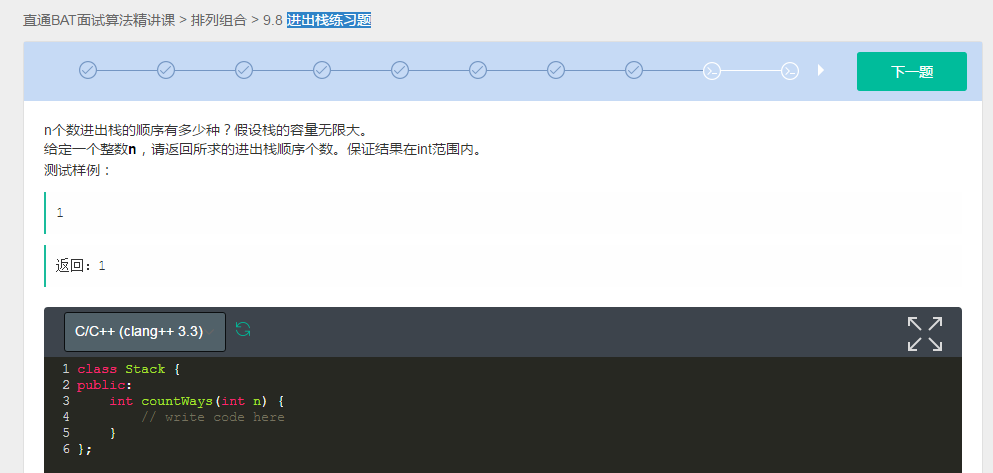 直通BAT面试算法精讲课 > 排列组合 > 9.8 进出栈练习题
下一题
n个数进出栈的顺序有多少种？假设栈的容量无限大。
给定一个整数n，请返回所求的进出栈顺序个数。保证结果在int范围内。
测试样例：
1
返回：1
C/C++ (clang++ 3.3)
1 class Stack {
2 public:
3     int countWays(int n) {
4         // write code here
5     }
6 };